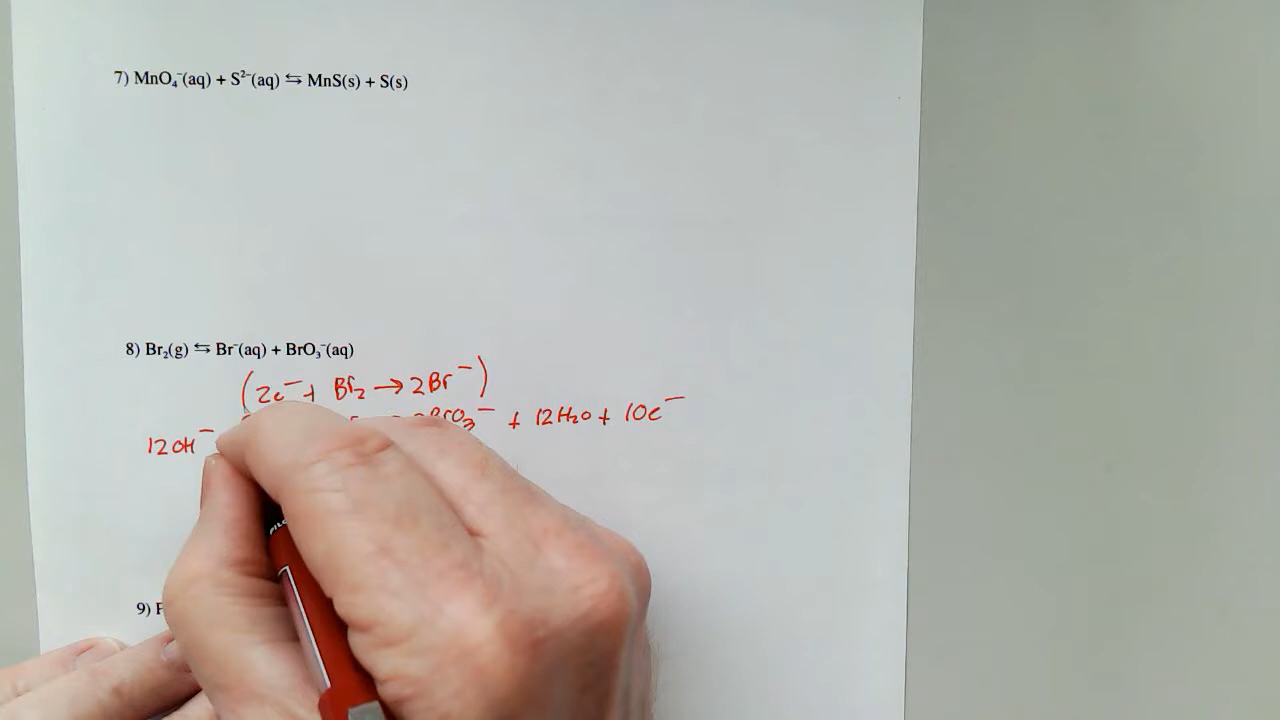 7) MnO₄⁻(aq) + S²⁻(aq) ⇆ MnS(s) + S(s)
8) Br₂(g) ⇆ Br⁻(aq) + BrO₃⁻(aq)
(2e⁻ + Br₂ → 2Br⁻)
12OH⁻ BrO₃⁻ + 12H₂O + 10e⁻
9)